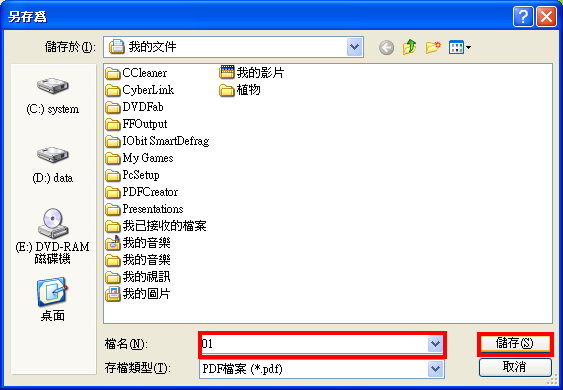 另存為
儲存於(I):
我的文件
(C:) system
(D:) data
(E:) DVD-RAM
磁碟機
桌面
CCleaner
CyberLink
DVDFab
FFOutput
IObit SmartDefrag
My Games
PcSetup
PDFCreator
Presentations
我已接收的檔案
我的音樂
我的音樂
我的視訊
我的圖片
我的影片
植物
檔名(N):
01
儲存(S)
存檔類型(T):
PDF檔案 (*.pdf)
取消